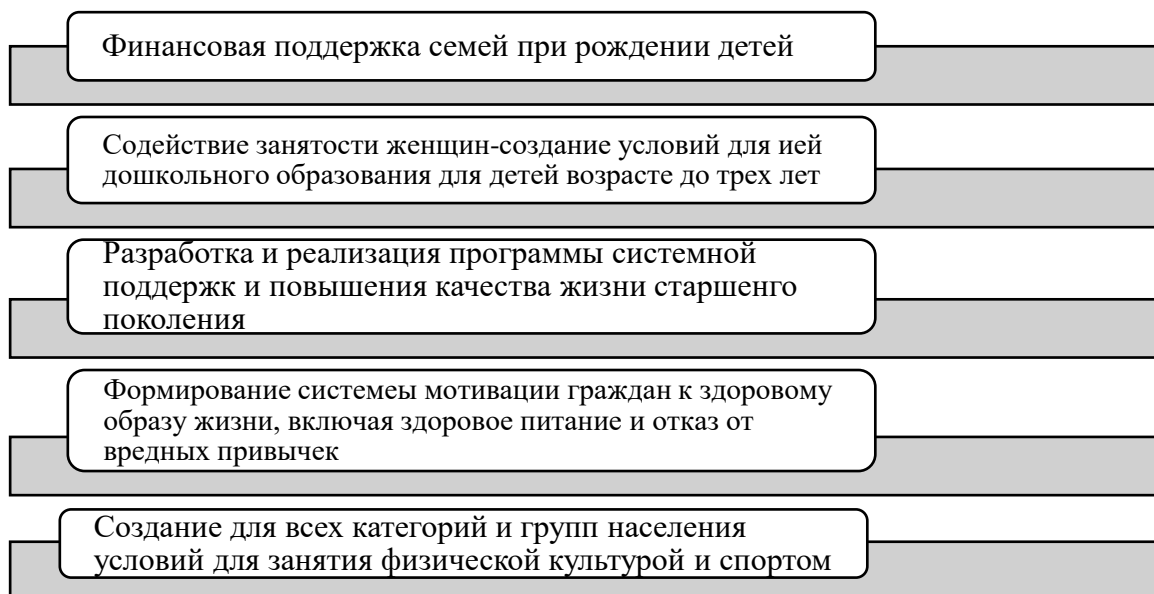 Финансовая поддержка семей при рождении детей
Содействие занятости женщин-создание условий для ией
дошкольного образования для детей возрасте до трех лет
Разработка и реализация программы системной
поддержк и повышения качества жизни старшенго
поколения
Формирование системеы мотивации граждан к здоровому
образу жизни, включая здоровое питание и отказ от
вредных привычек
Создание для всех категорий и групп населения
условий для занятия физической культурой и спортом